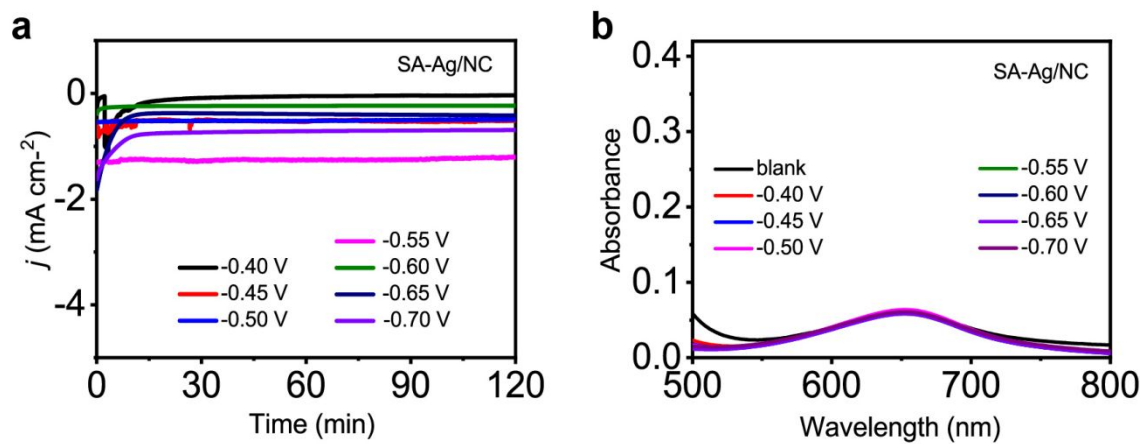 a
SA-Ag/NC
0
-2
-4
j (mA cm-²)
-0.40 V
-0.45 V
-0.50 V
-0.55 V
-0.60 V
-0.65 V
-0.70 V
0 30 60 90 120
Time (min)
b
SA-Ag/NC
0.4
0.3
0.2
0.1
0.0
Absorbance
blank
-0.40 V
-0.45 V
-0.50 V
-0.55 V
-0.60 V
-0.65 V
-0.70 V
500 600 700 800
Wavelength (nm)